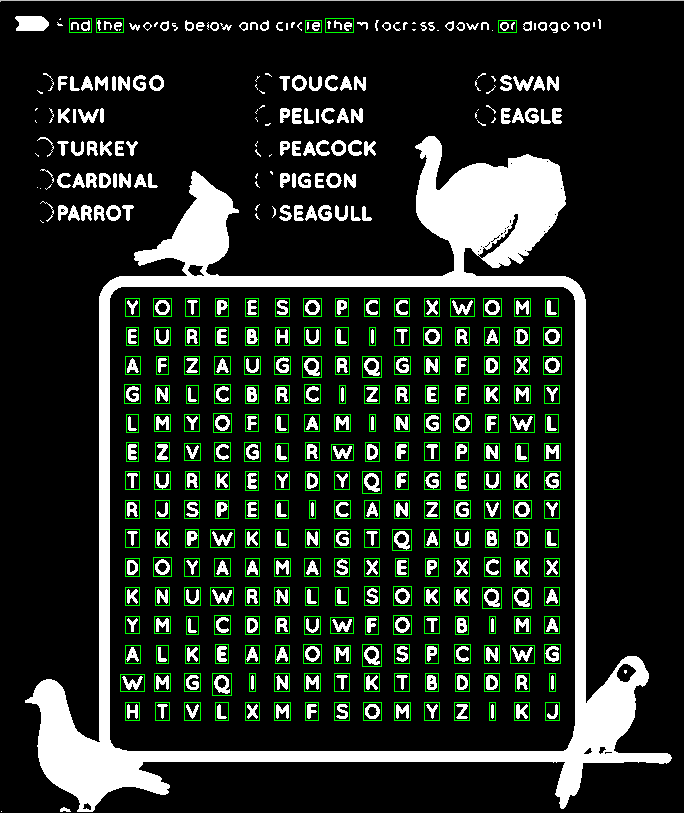 Find the words below and circle them (across, down, or diagonal)
FLAMINGO TOUCAN SWAN
KIWI PELICAN EAGLE
TURKEY PEACOCK
CARDINAL PIGEON
PARROT SEAGULL
Y O T P E S O P C C X W O M L
E U R E B H U L I T O R A D O
A F Z A U G Q R Q G N F D X O
G N L C B R C I Z R E F K M Y
L M Y O F L A M I N G O F W L
E Z V C G L R W D F T P N L M
T U R K E Y D Y Q F G E U K G
R J S P E L I C A N Z G V O Y
T K P W K L N G T Q A U B D L
D O Y A A M A S X E P X C K X
K N U W R N L L S O K K Q Q A
Y M L C D R U W F O T B I M A
A L K E A A O M Q S P C N W G
W M G Q I N M T K T B D D R I
H T V L X M F S O M Y Z I K J